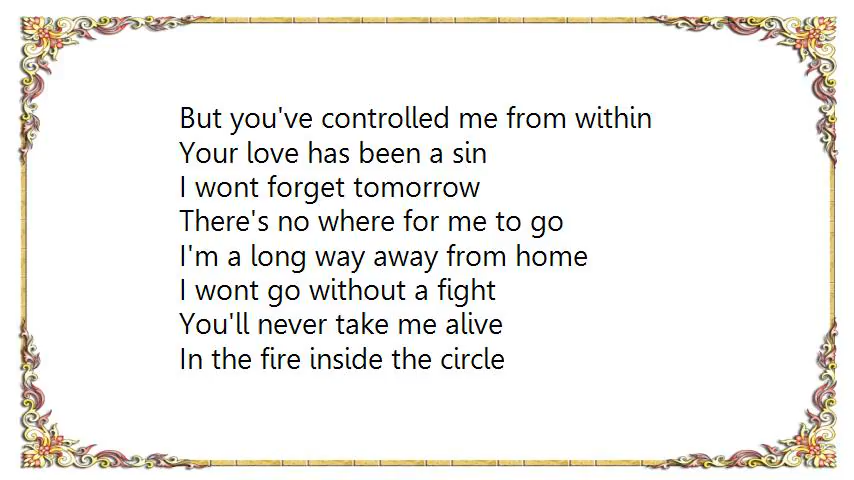 But you've controlled me from within
Your love has been a sin
I wont forget tomorrow
There's no where for me to go
I'm a long way away from home
I wont go without a fight
You'll never take me alive
In the fire inside the circle